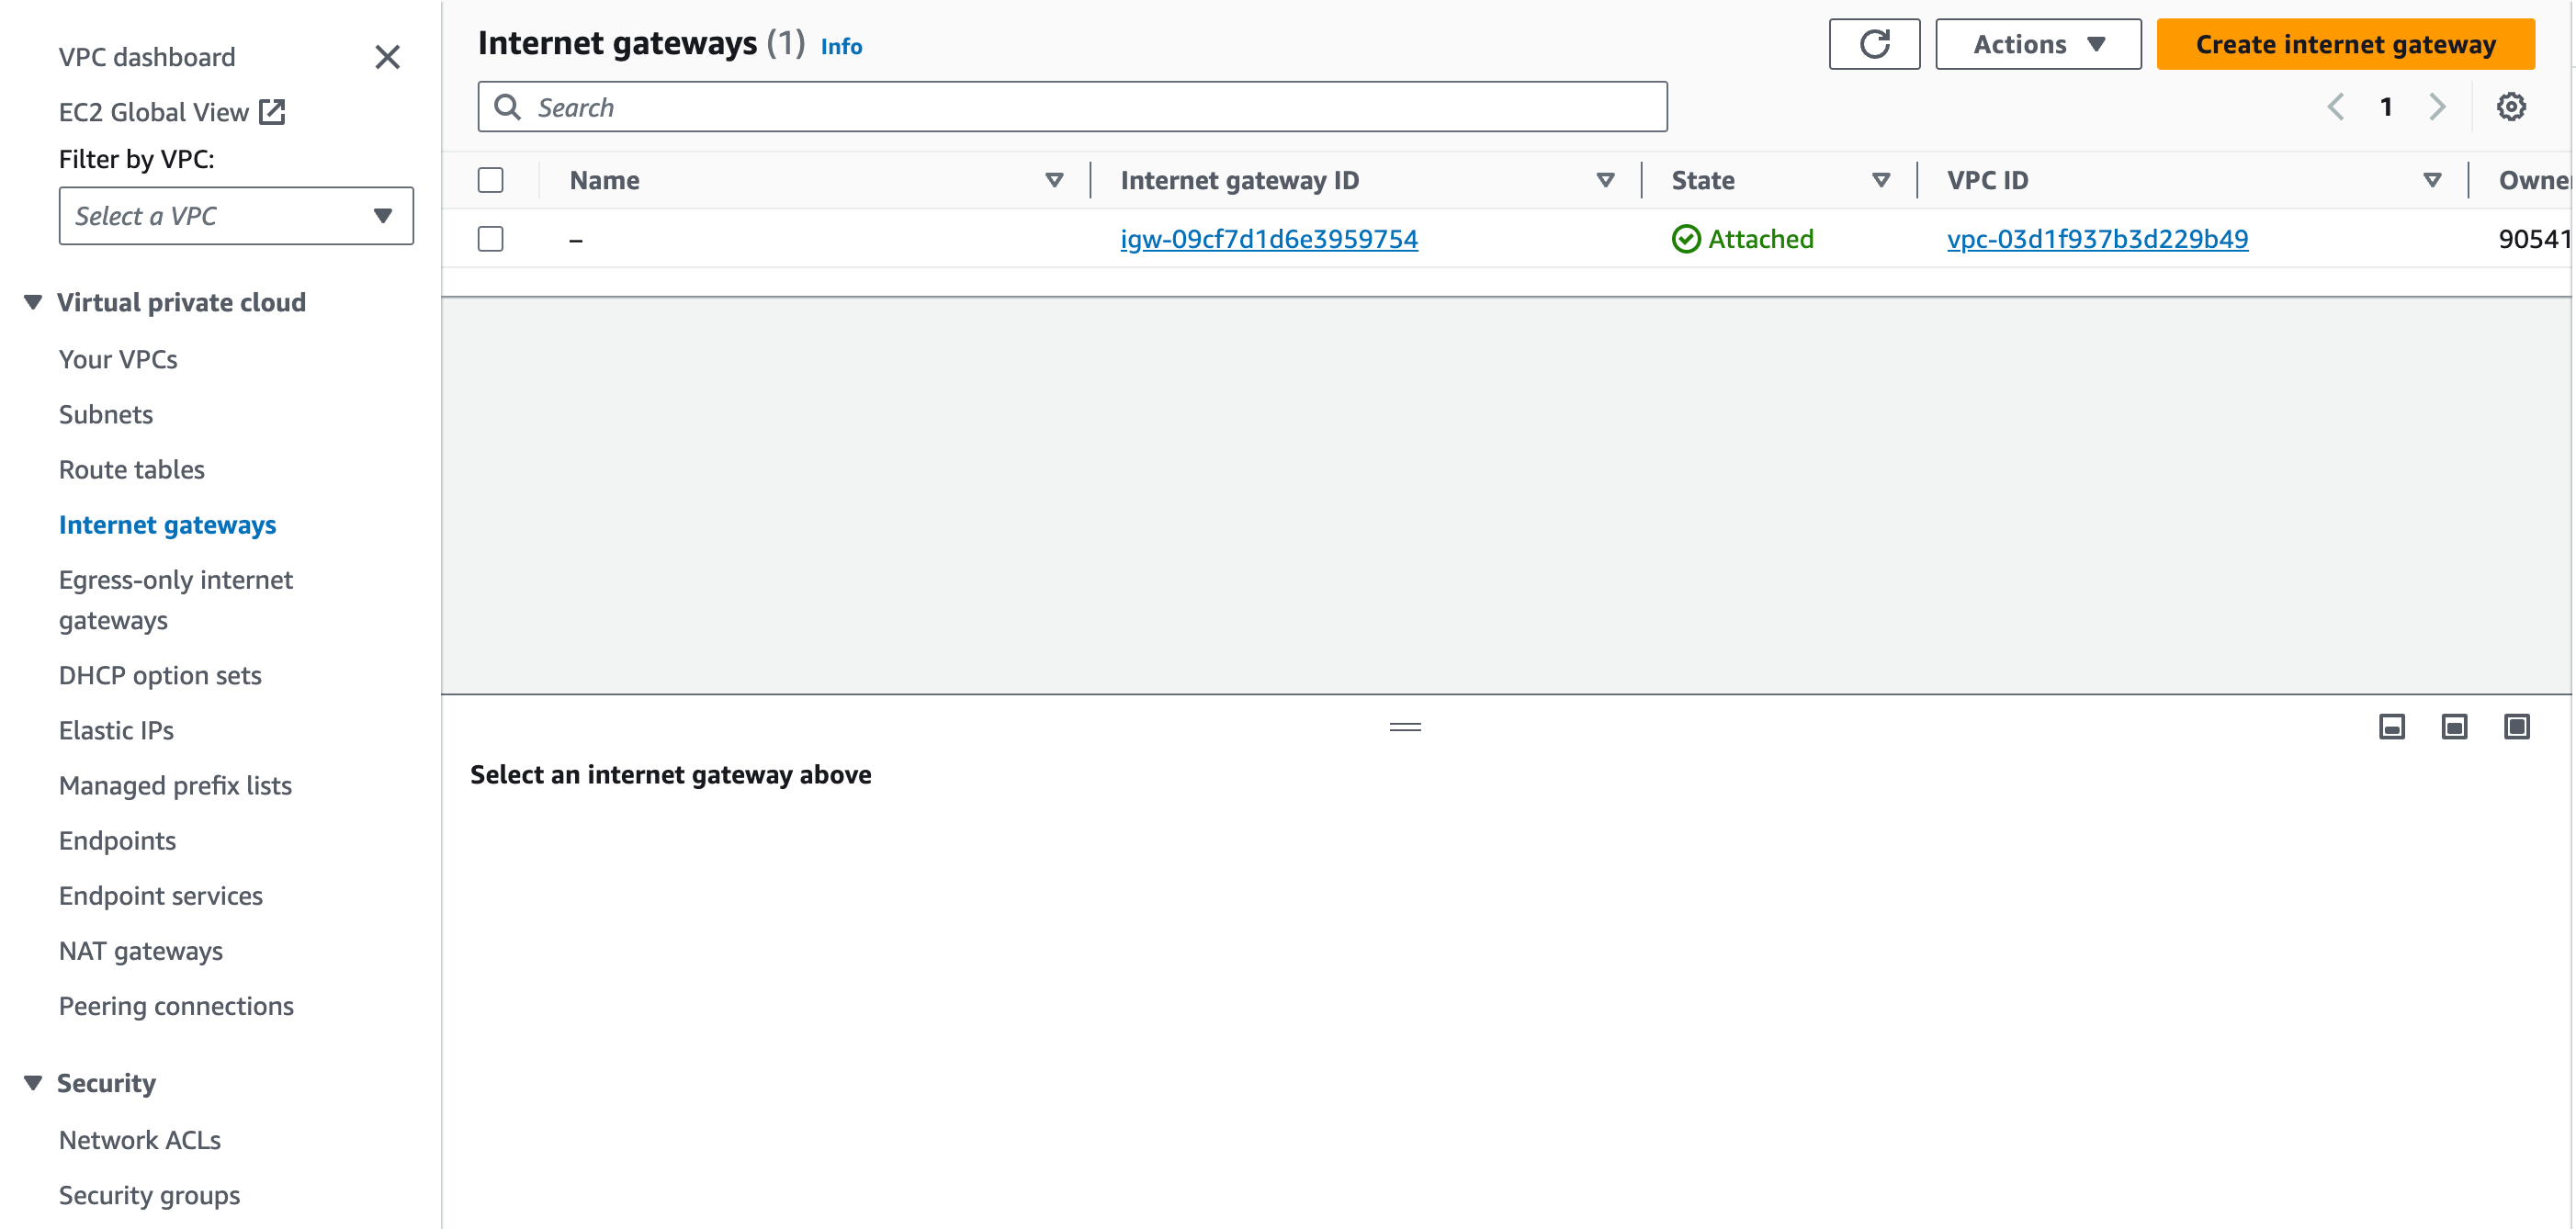 VPC dashboard
EC2 Global View
Filter by VPC:
Select a VPC
Virtual private cloud
Your VPCs
Subnets
Route tables
Internet gateways
Egress-only internet
gateways
DHCP option sets
Elastic IPs
Managed prefix lists
Endpoints
Endpoint services
NAT gateways
Peering connections
Security
Network ACLs
Security groups
Internet gateways (1) Info
Actions
Create internet gateway
Search
1
Name Internet gateway ID State VPC ID Owne
– igw-09cf7d1d6e3959754 Attached vpc-03d1f937b3d229b49 90541
Select an internet gateway above